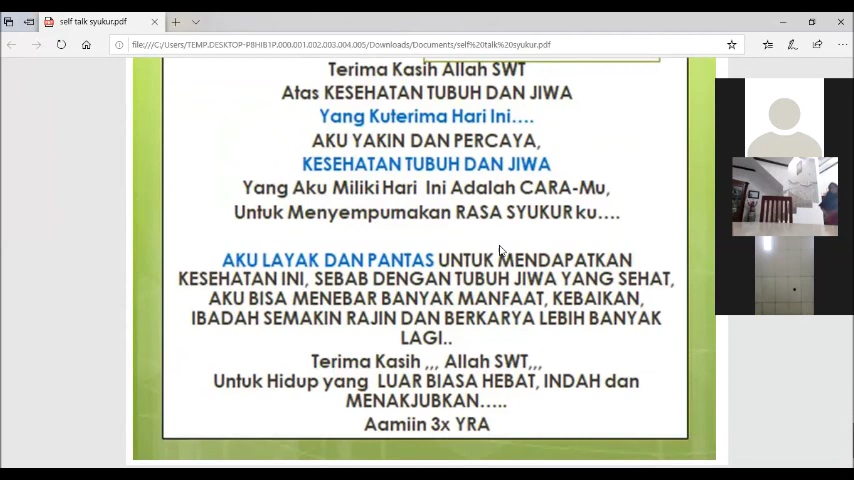 self talk syukur.pdf
file:///C:/Users/TEMP.DESKTOP-P8HIB1P.000.001.002.003.004.005/Downloads/Documents/self%20talk%20syukur.pdf
Terima Kasih Allah SWT
Atas KESEHATAN TUBUH DAN JIWA
Yang Kuterima Hari Ini....
AKU YAKIN DAN PERCAYA,
KESEHATAN TUBUH DAN JIWA
Yang Aku Miliki Hari Ini Adalah CARA-Mu,
Untuk Menyempurnakan RASA SYUKUR ku....
AKU LAYAK DAN PANTAS UNTUK MENDAPATKAN
KESEHATAN INI, SEBAB DENGAN TUBUH JIWA YANG SEHAT,
AKU BISA MENEBAR BANYAK MANFAAT, KEBAIKAN,
IBADAH SEMAKIN RAJIN DAN BERKARYA LEBIH BANYAK
LAGI..
Terima Kasih ,,, Allah SWT,,,
Untuk Hidup yang LUAR BIASA HEBAT, INDAH dan
MENAKJUBKAN.....
Aamiin 3x YRA